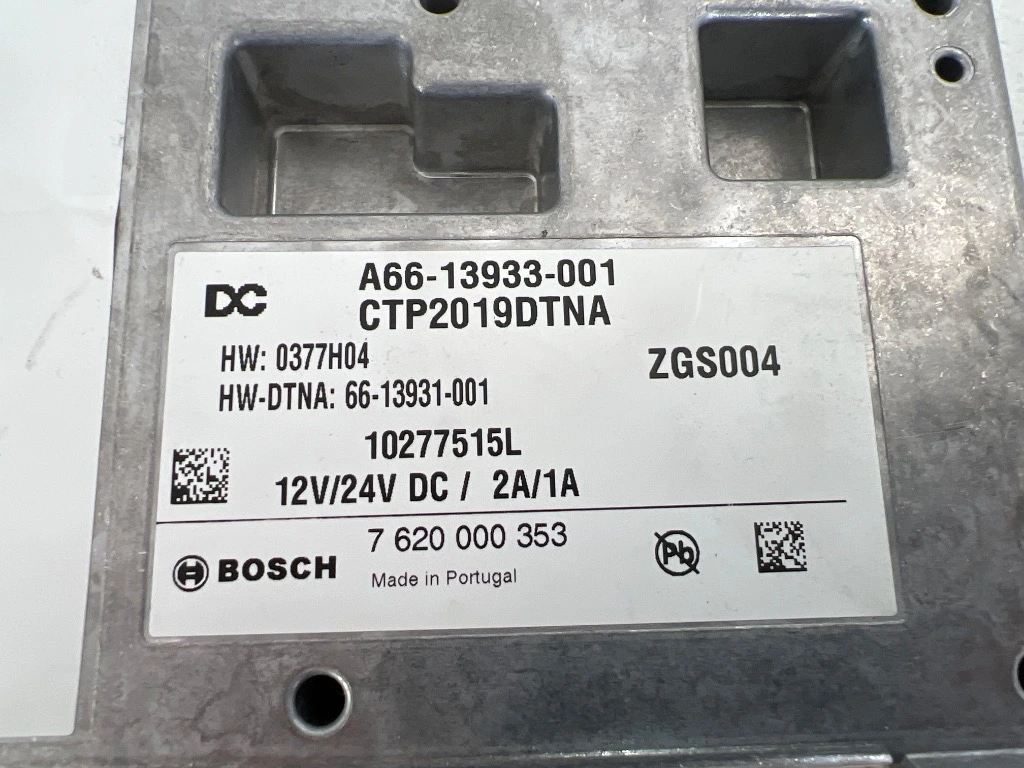 DC
A66-13933-001
CTP2019DTNA
HW: 0377H04
HW-DTNA: 66-13931-001
ZGS004
10277515L
12V/24V DC / 2A/1A
BOSCH
7 620 000 353
Made in Portugal
Pb